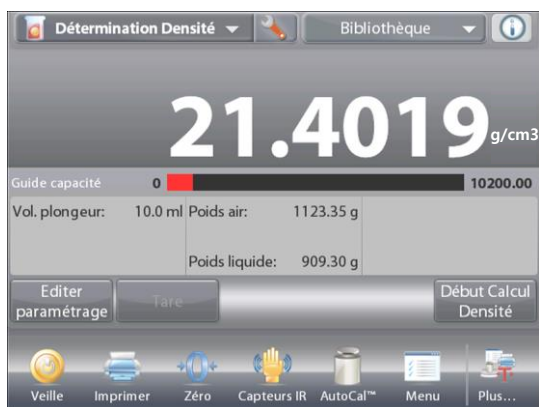 Détermination Densité
Bibliothèque
21.4019 g/cm3
Guide capacité 0 10200.00
Vol. plongeur: 10.0 ml Poids air: 1123.35 g
Poids liquide: 909.30 g
Editer paramétrage
Tare
Début Calcul Densité
Veille Imprimer Zéro Capteurs IR AutoCal™ Menu Plus...